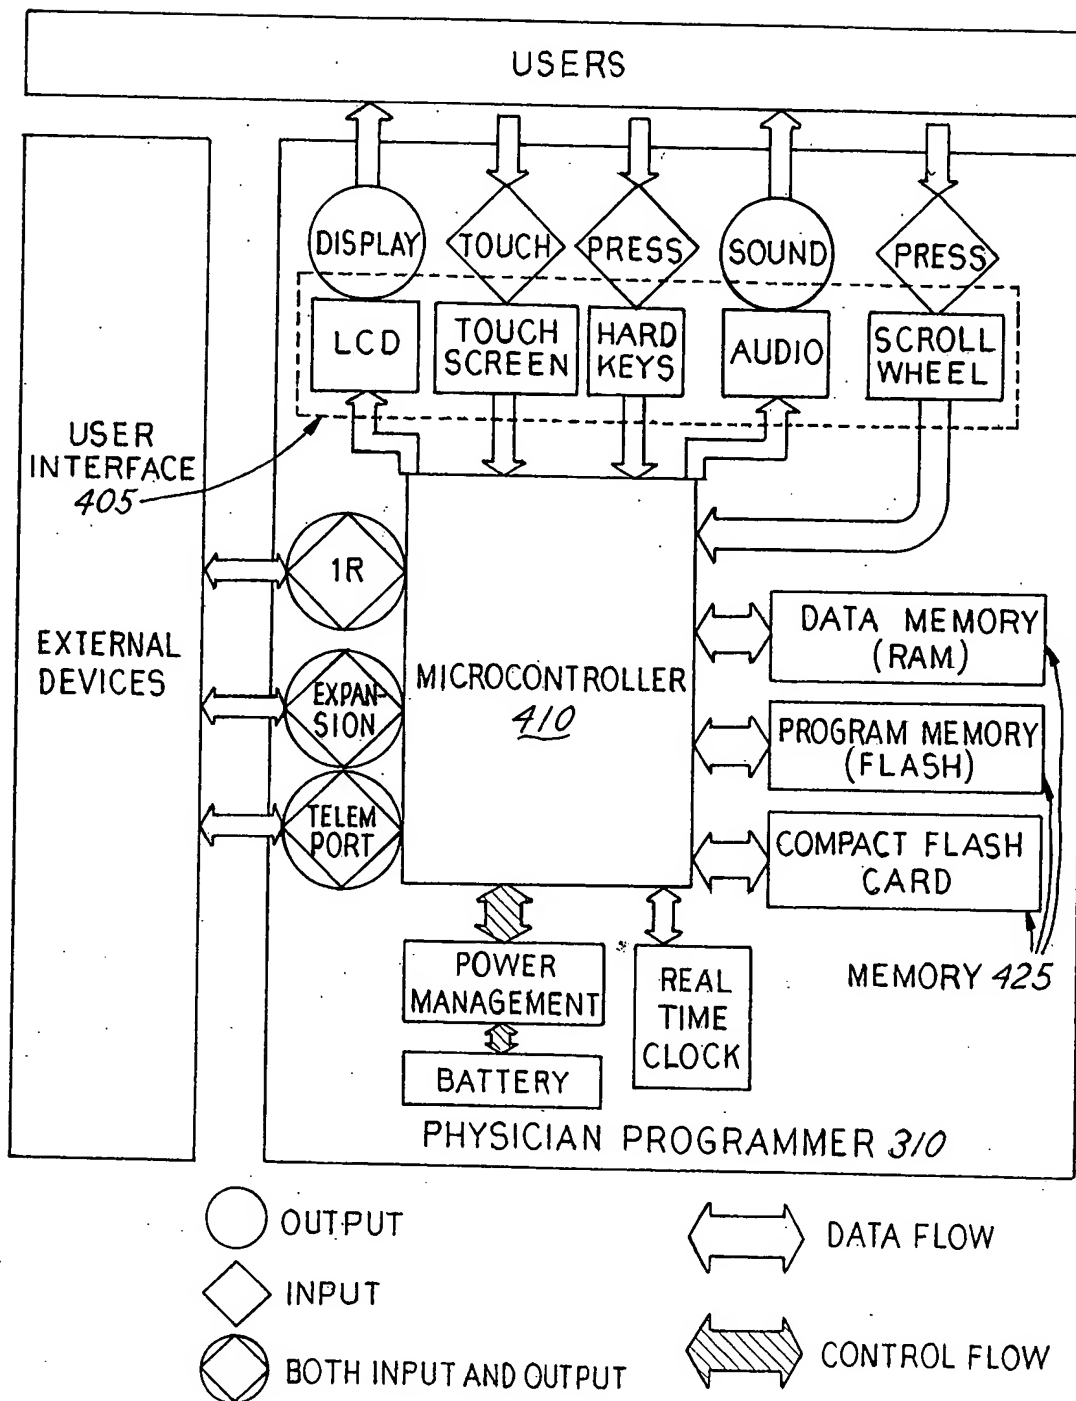 USERS
DISPLAY
TOUCH
PRESS
SOUND
PRESS
LCD
TOUCH
SCREEN
HARD
KEYS
AUDIO
SCROLL
WHEEL
USER
INTERFACE
405
1R
EXPAN-
SION
TELEM
PORT
EXTERNAL
DEVICES
MICROCONTROLLER
410
DATA MEMORY
(RAM)
PROGRAM MEMORY
(FLASH)
COMPACT FLASH
CARD
MEMORY 425
POWER
MANAGEMENT
BATTERY
REAL
TIME
CLOCK
PHYSICIAN PROGRAMMER 310
OUTPUT
INPUT
BOTH INPUT AND OUTPUT
DATA FLOW
CONTROL FLOW